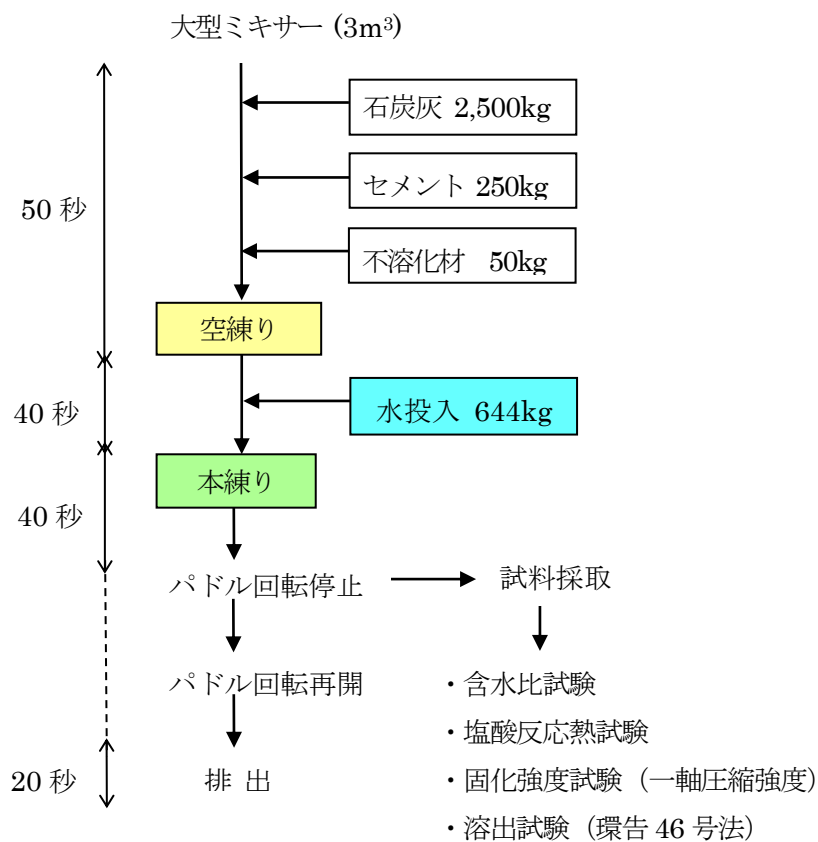 大型ミキサー (3m³)
石炭灰 2,500kg
セメント 250kg
50 秒
不溶化材 50kg
空練り
40 秒
水投入 644kg
本練り
40 秒
パドル回転停止
試料採取
パドル回転再開
・含水比試験
・塩酸反応熱試験
20 秒
排 出
・固化強度試験（一軸圧縮強度）
・溶出試験（環告 46 号法）